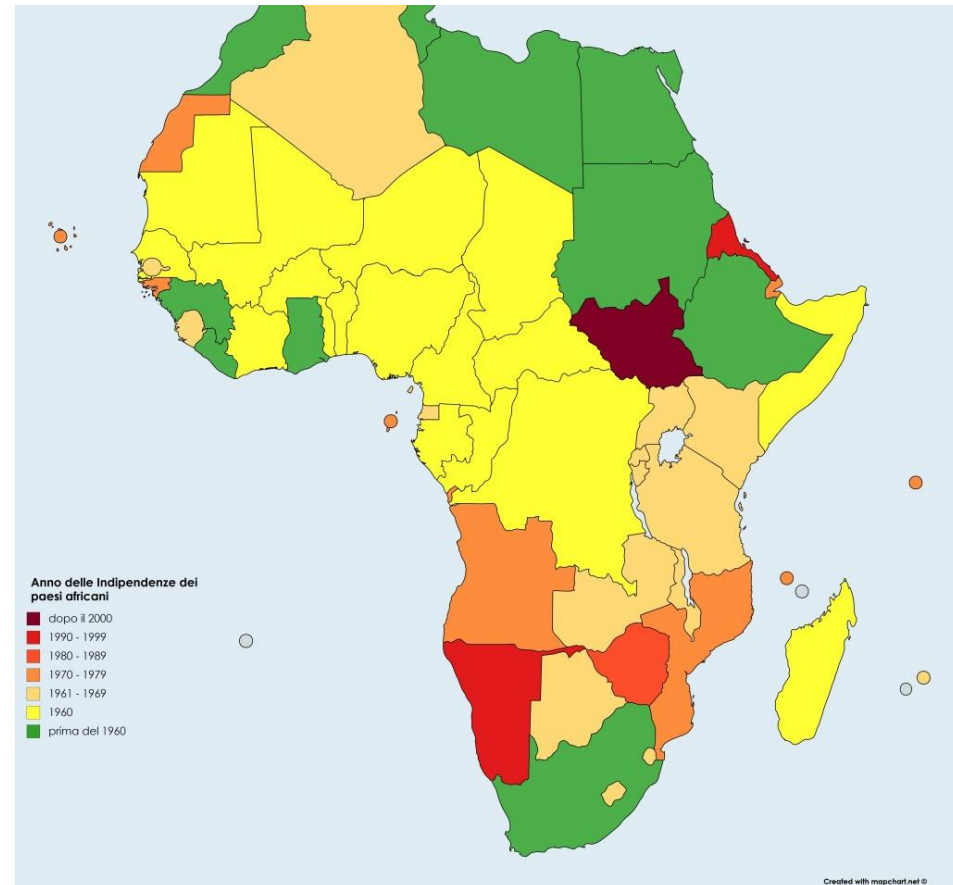 Anno delle Indipendenze dei
paesi africani
dopo il 2000
1990 - 1999
1980 - 1989
1970 - 1979
1961 - 1969
1960
prima del 1960
Created with mapchart.net ©